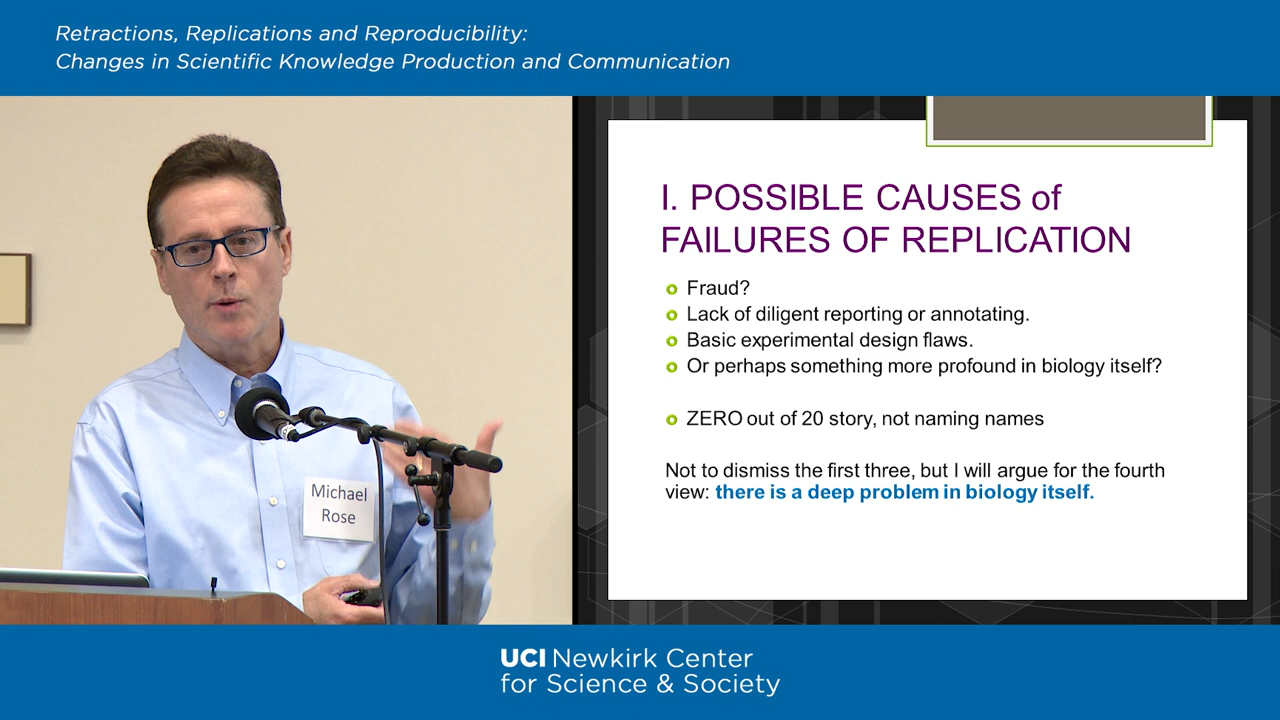 Retractions, Replications and Reproducibility:
Changes in Scientific Knowledge Production and Communication
Michael
Rose
I. POSSIBLE CAUSES of
FAILURES OF REPLICATION
Fraud?
Lack of diligent reporting or annotating.
Basic experimental design flaws.
Or perhaps something more profound in biology itself?
ZERO out of 20 story, not naming names
Not to dismiss the first three, but I will argue for the fourth
view: there is a deep problem in biology itself.
UCI Newkirk Center
for Science & Society